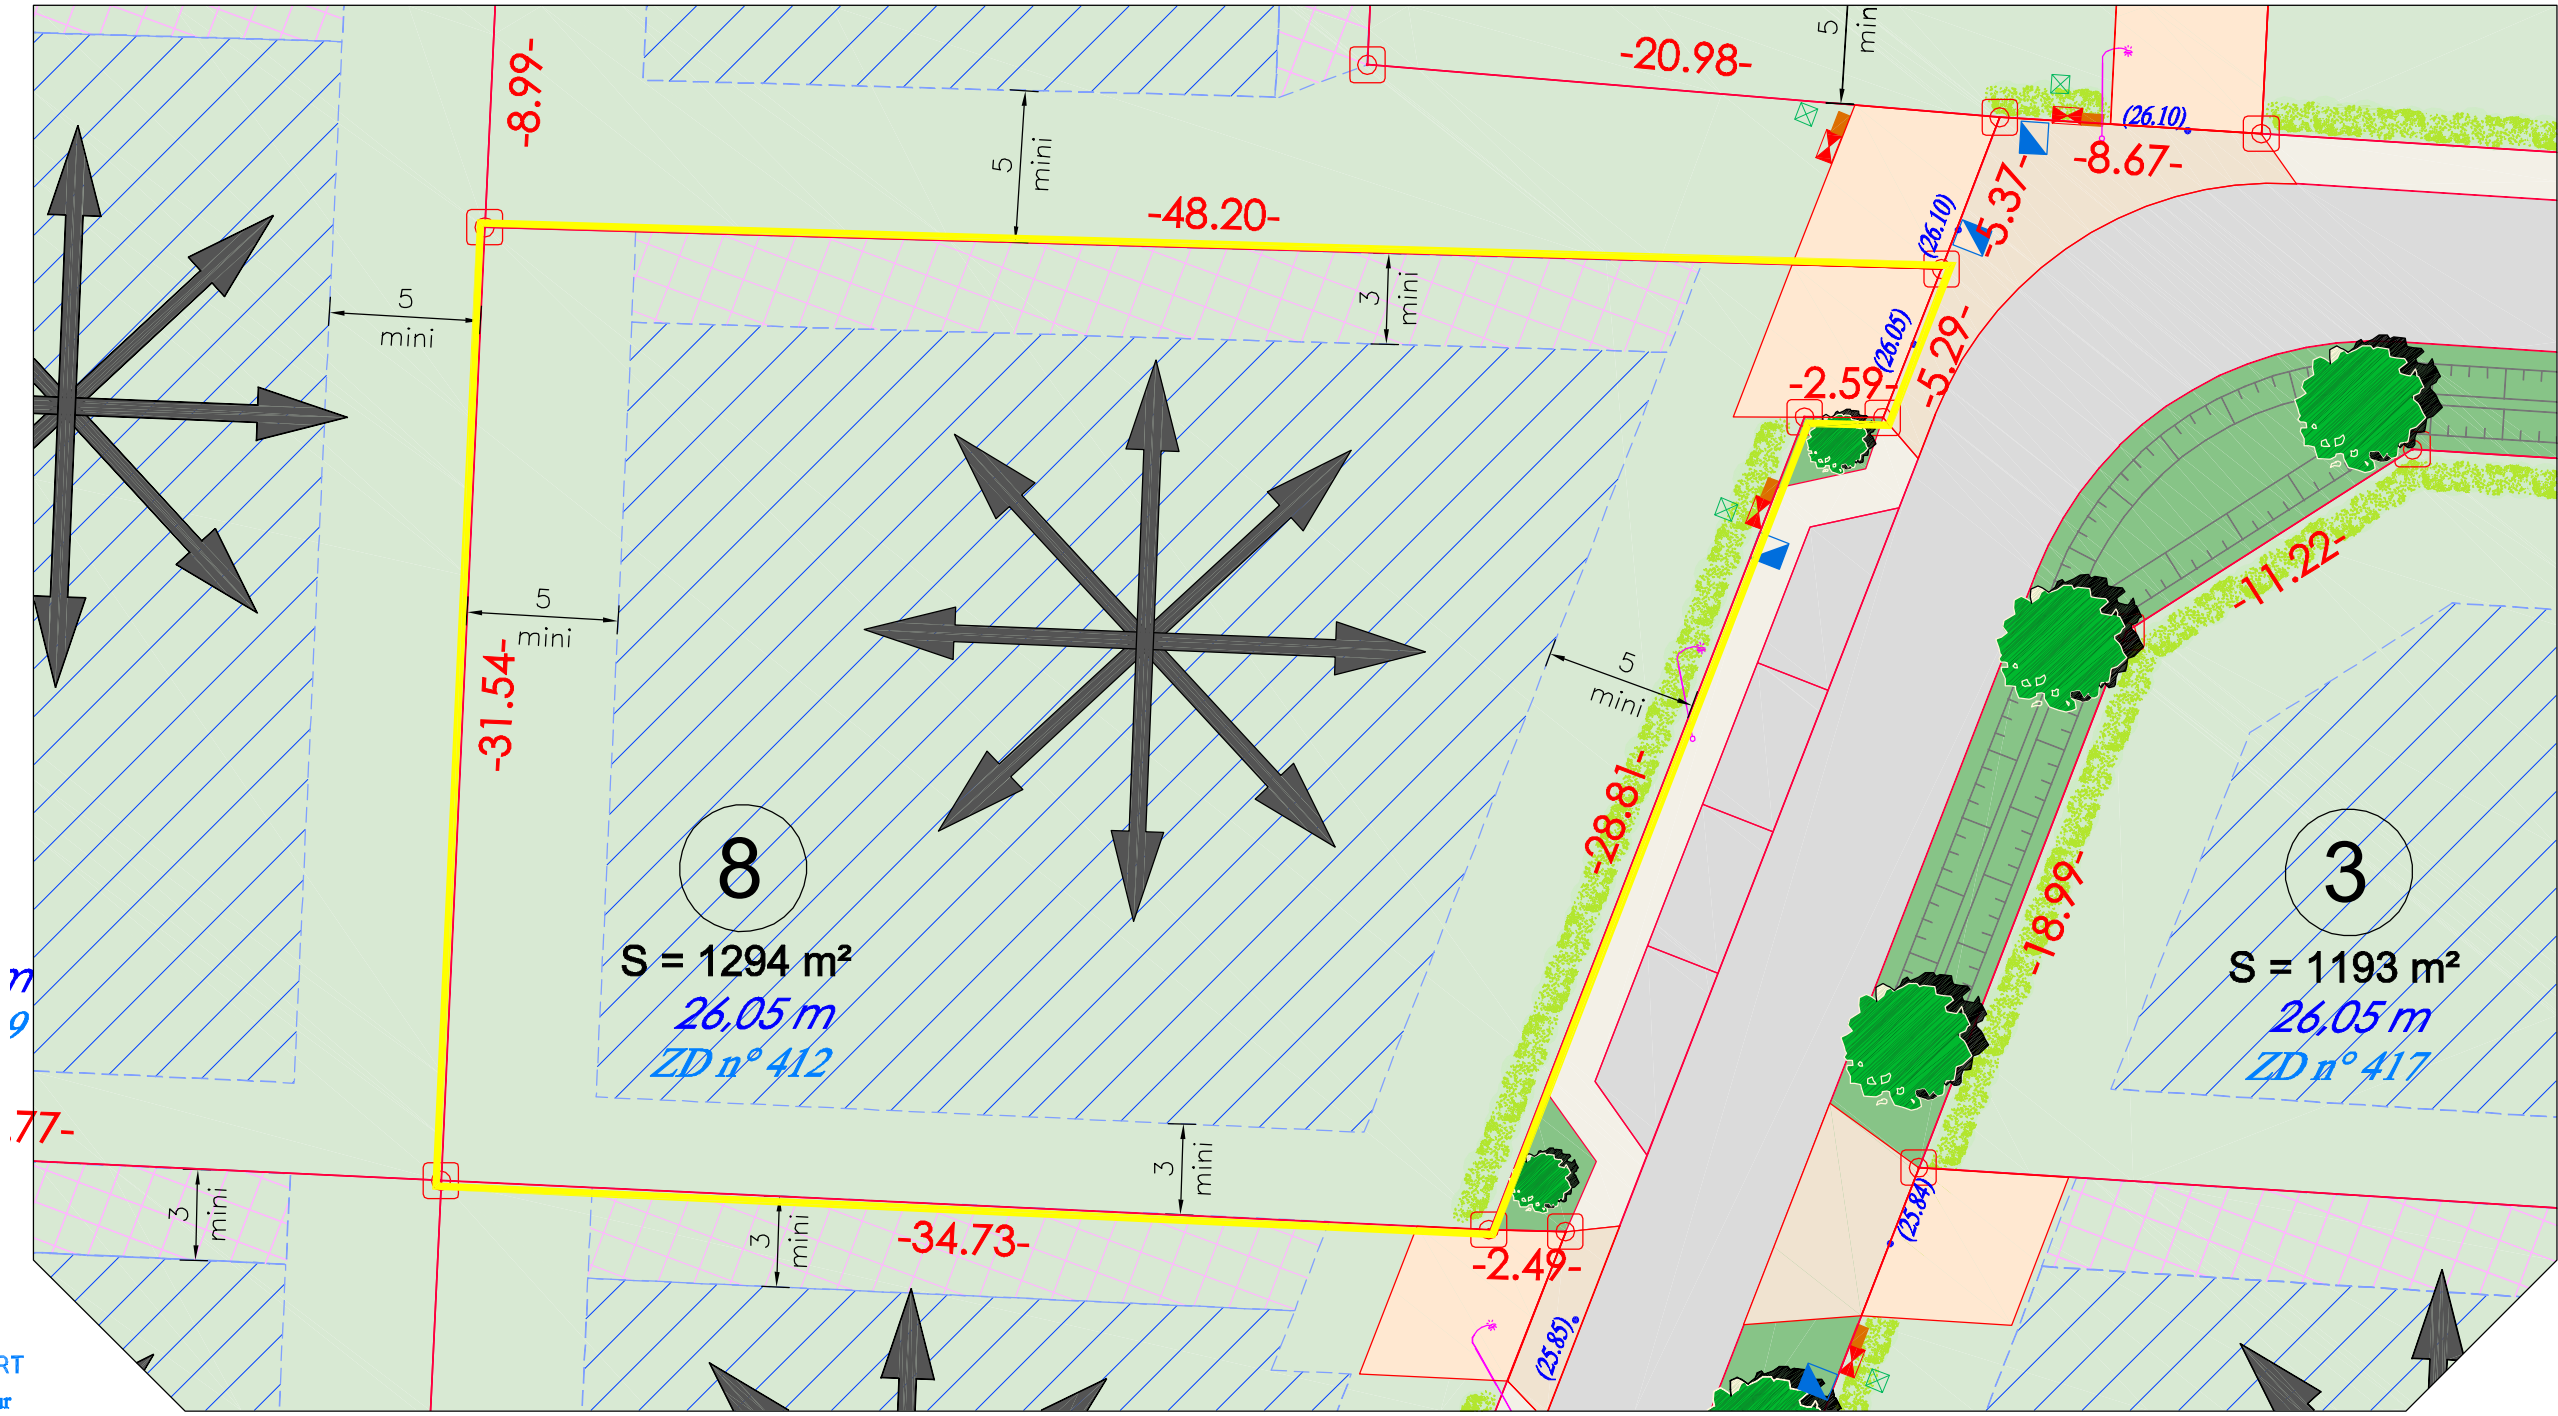 -8.99-
-20.98-
5
mini
(26.10)
-8.67-
5
mini
-48.20-
-5.37-
(26.10)
5
mini
3
mini
(26.05)
-5.29-
-2.59-
5
mini
-31.54-
5
mini
-11.22-
-28.81-
8
S = 1294 m²
26,05 m
ZD n° 412
-18.99-
3
S = 1193 m²
26,05 m
ZD n° 417
.77-
3
mini
3
mini
3
mini
-34.73-
-2.49-
(25.84)
(25.85)
RT